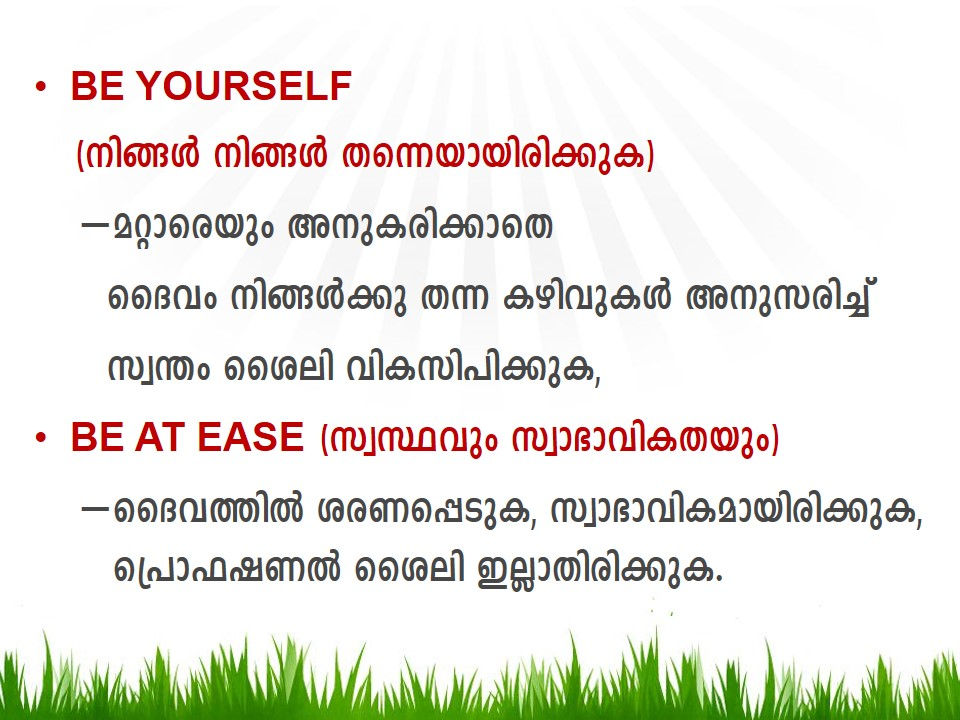 • BE YOURSELF
(നിങ്ങൾ നിങ്ങൾ തന്നെയായിരിക്കുക)
–മറ്റാരെയും അനുകരിക്കാതെ
ദൈവം നിങ്ങൾക്കു തന്ന കഴിവുകൾ അനുസരിച്ച്
സ്വന്തം ശൈലി വികസിപിക്കുക,
• BE AT EASE (സ്വസ്ഥവും സ്വാഭാവികതയും)
–ദൈവത്തിൽ ശരണപ്പെടുക, സ്വാഭാവികമായിരിക്കുക,
പ്രൊഫഷണൽ ശൈലി ഇല്ലാതിരിക്കുക.